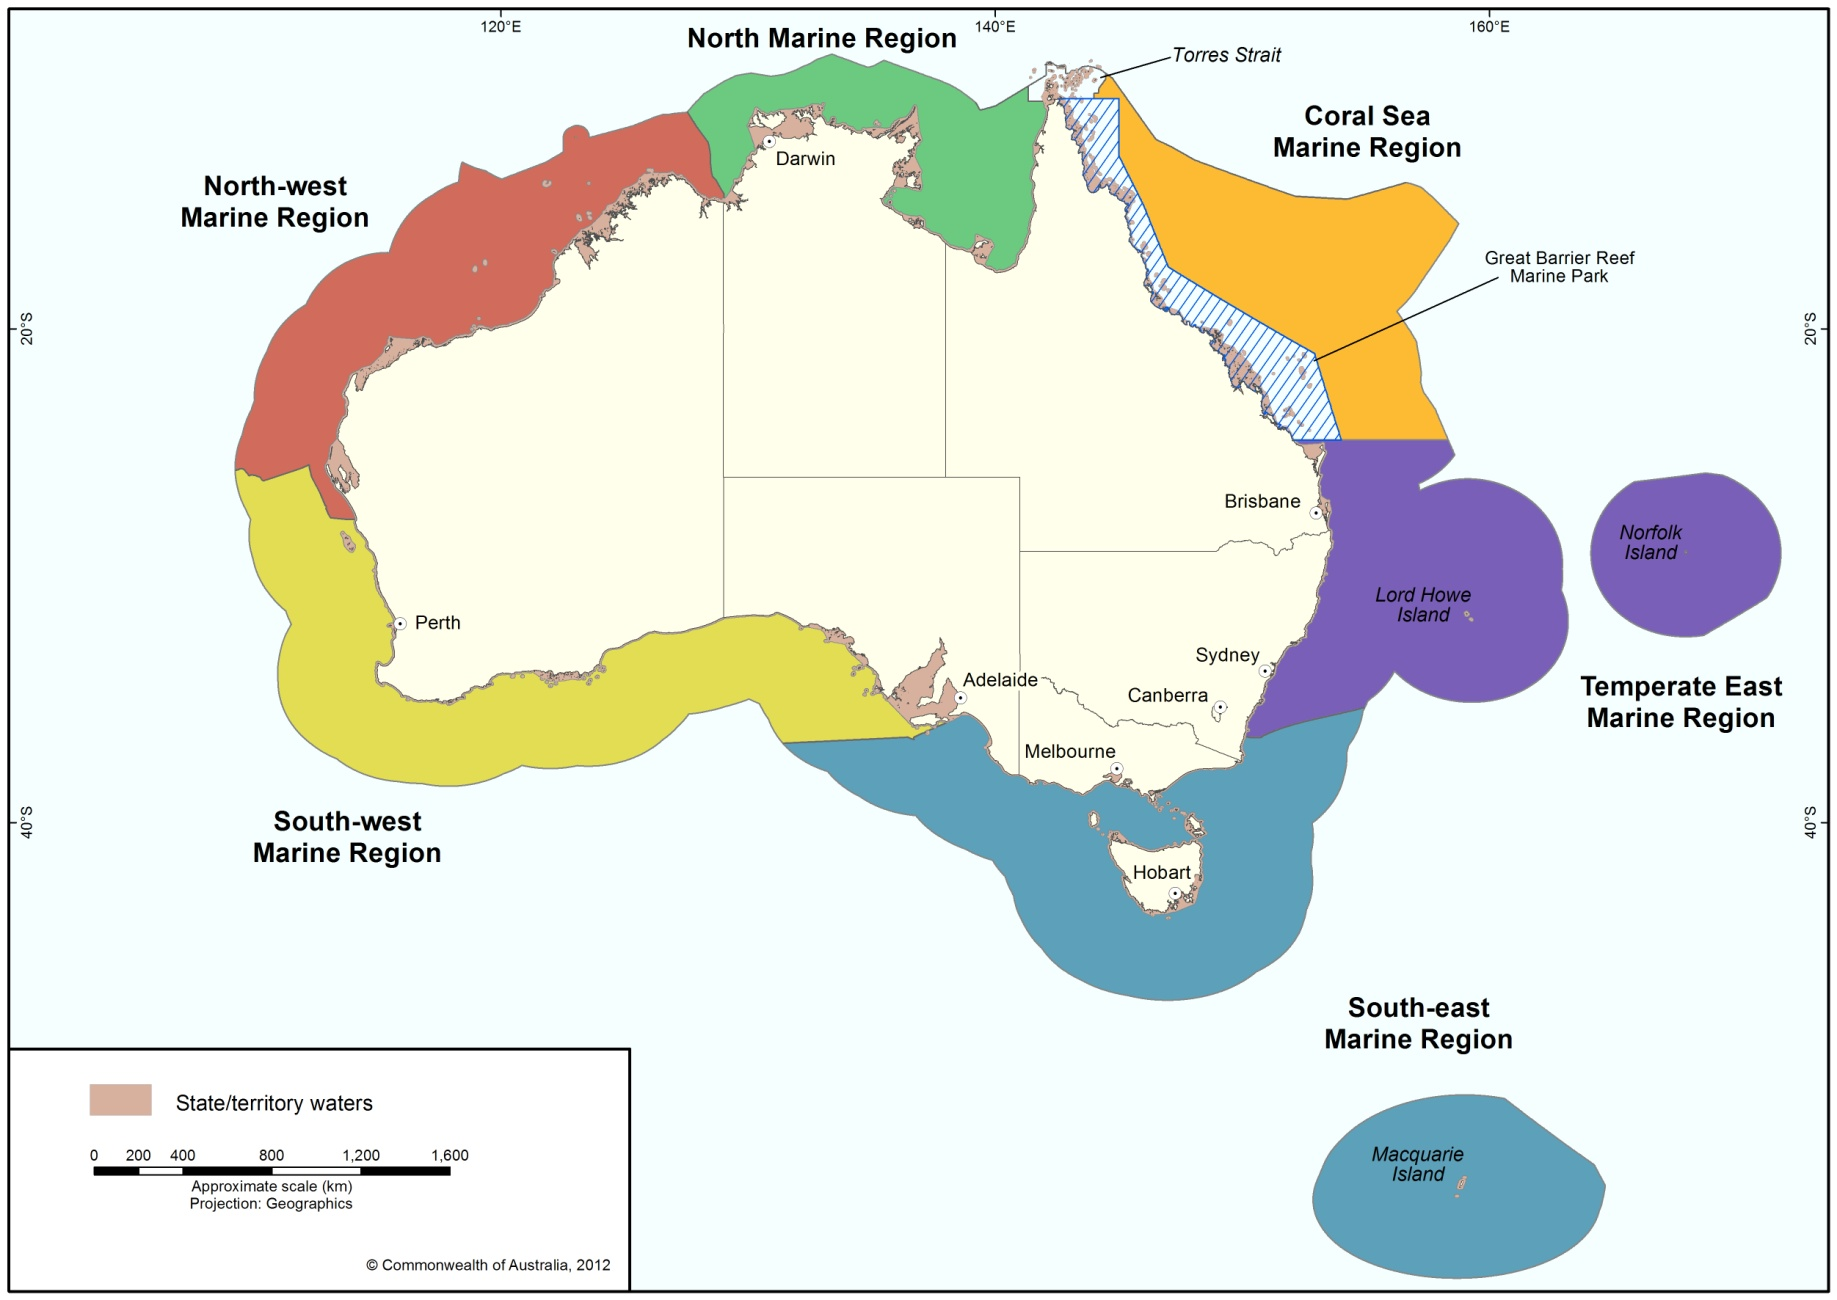 120°E
140°E
160°E
North Marine Region
Torres Strait
Coral Sea
Marine Region
Darwin
North-west
Marine Region
Great Barrier Reef
Marine Park
20°S
20°S
Brisbane
Norfolk
Island
Lord Howe
Island
Perth
Sydney
Adelaide
Canberra
Temperate East
Marine Region
Melbourne
South-west
Marine Region
40°S
40°S
Hobart
South-east
Marine Region
Macquarie
Island
State/territory waters
0 200 400 800 1,200 1,600
Approximate scale (km)
Projection: Geographics
© Commonwealth of Australia, 2012